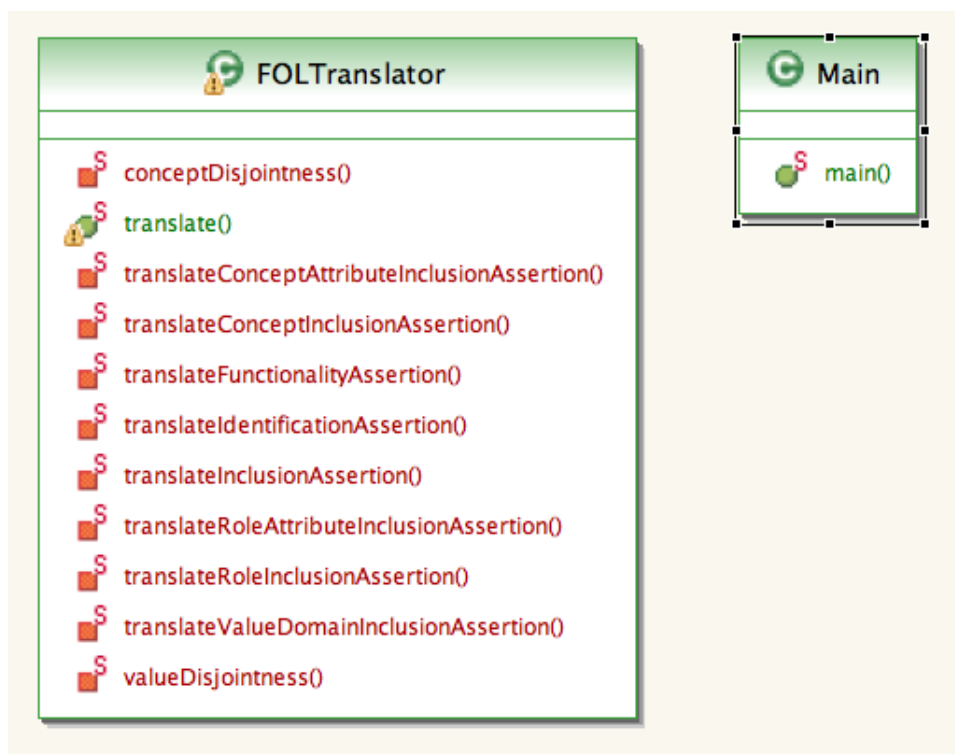 FOLTranslator
S conceptDisjointness()
S translate()
S translateConceptAttributeInclusionAssertion()
S translateConceptInclusionAssertion()
S translateFunctionalityAssertion()
S translateIdentificationAssertion()
S translateInclusionAssertion()
S translateRoleAttributeInclusionAssertion()
S translateRoleInclusionAssertion()
S translateValueDomainInclusionAssertion()
S valueDisjointness()
C Main
S main()